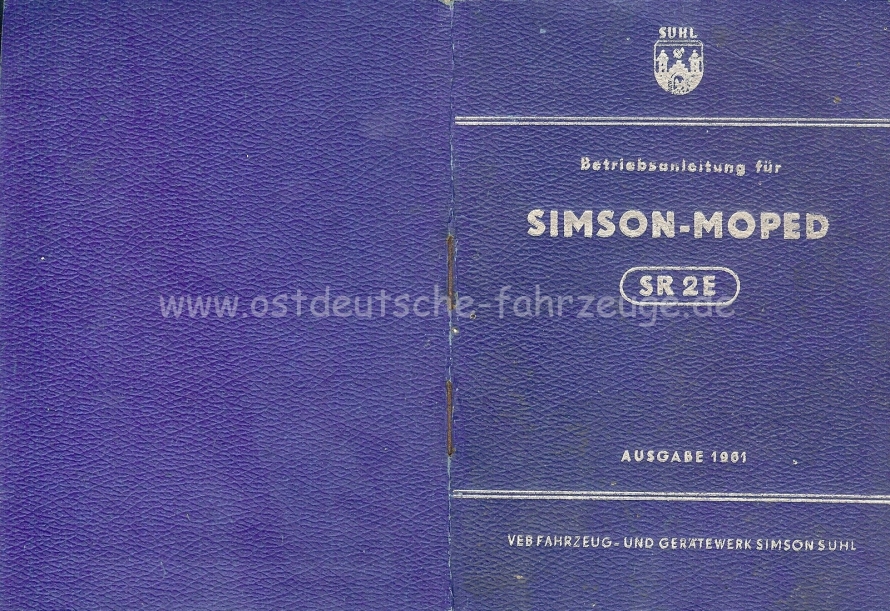 SUHL
Betriebsanleitung für
SIMSON-MOPED
SR 2E
www.ostdeutsche-fahrzeuge.de
AUSGABE 1961
VEB FAHRZEUG- UND GERÄTEWERK SIMSON SUHL